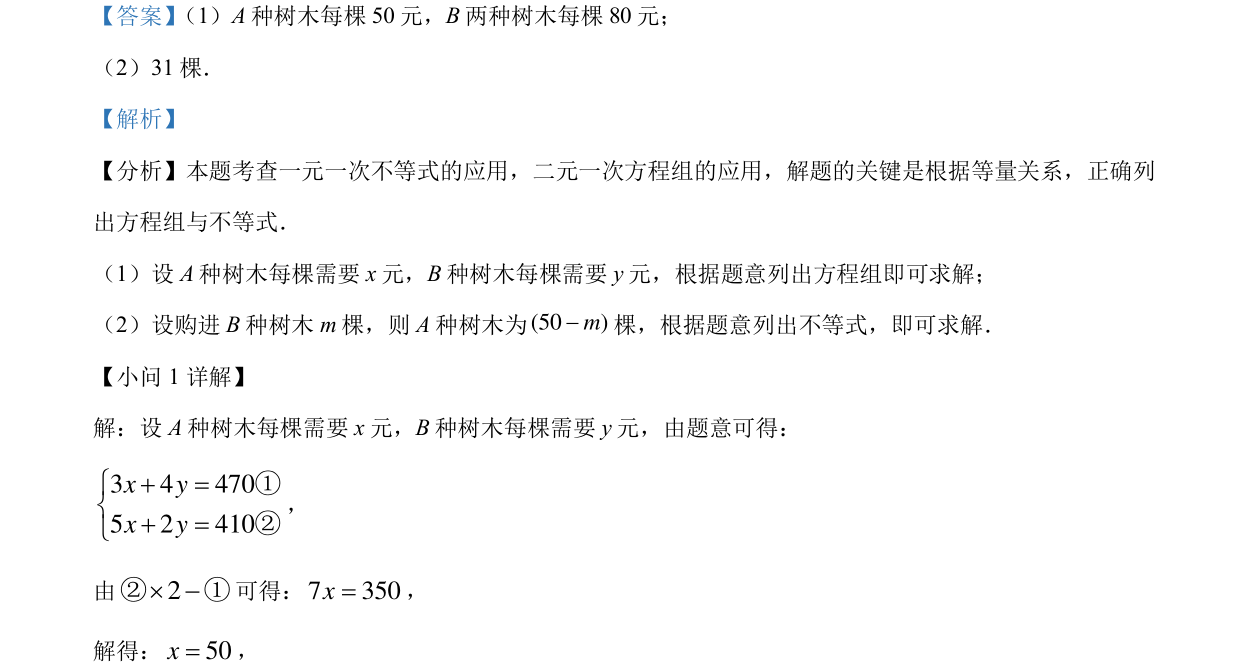 【答案】（1）A 种树木每棵 50 元，B 两种树木每棵 80 元；
（2）31 棵．
【解析】
【分析】本题考查一元一次不等式的应用，二元一次方程组的应用，解题的关键是根据等量关系，正确列
出方程组与不等式．
（1）设 A 种树木每棵需要 x 元，B 种树木每棵需要 y 元，根据题意列出方程组即可求解；
（2）设购进 B 种树木 m 棵，则 A 种树木为 (50－m) 棵，根据题意列出不等式，即可求解．
【小问 1 详解】
解：设 A 种树木每棵需要 x 元，B 种树木每棵需要 y 元，由题意可得：
3x＋4y＝470①
5x＋2y＝410②，
由②×2－①可得：7x＝350，
解得：x＝50，